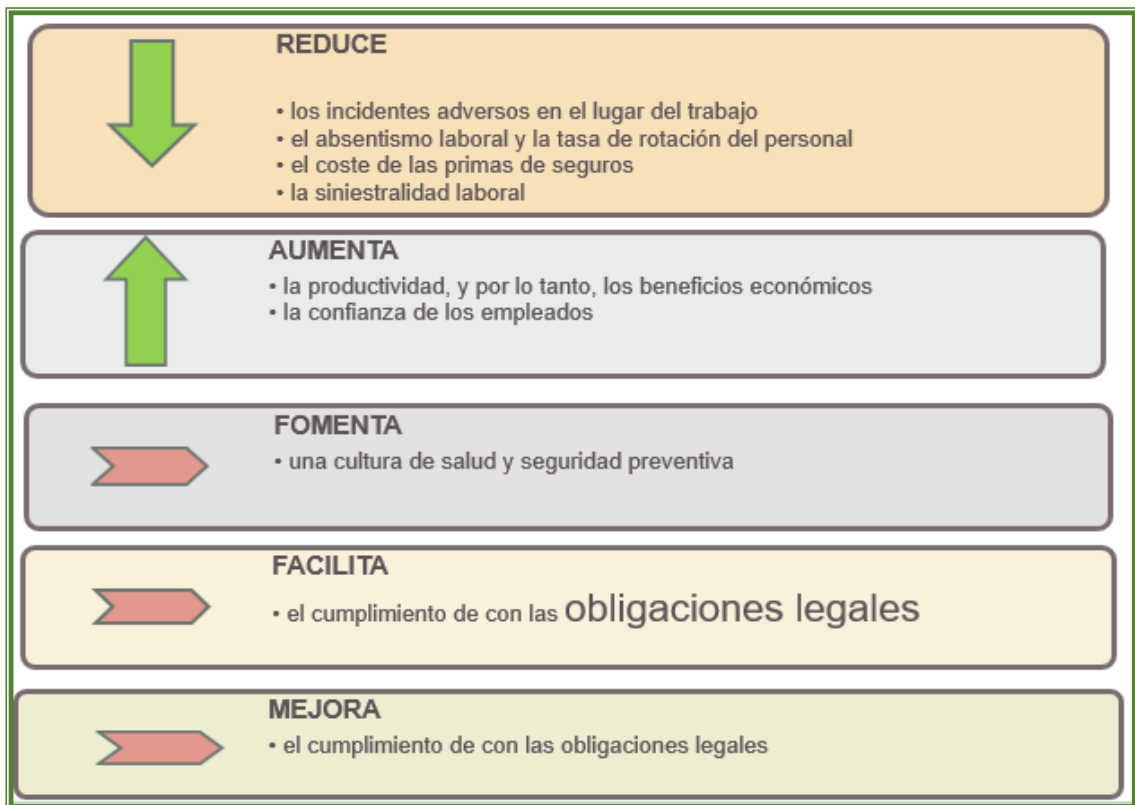 REDUCE
• los incidentes adversos en el lugar del trabajo
• el absentismo laboral y la tasa de rotación del personal
• el coste de las primas de seguros
• la siniestralidad laboral
AUMENTA
• la productividad, y por lo tanto, los beneficios económicos
• la confianza de los empleados
FOMENTA
• una cultura de salud y seguridad preventiva
FACILITA
• el cumplimiento de con las obligaciones legales
MEJORA
• el cumplimiento de con las obligaciones legales